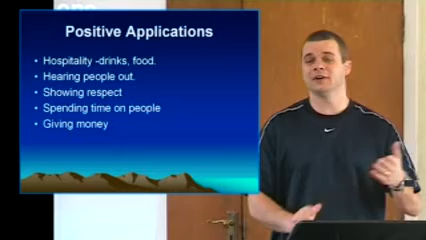 Positive Applications
• Hospitality -drinks, food.
• Hearing people out.
• Showing respect
• Spending time on people
• Giving money